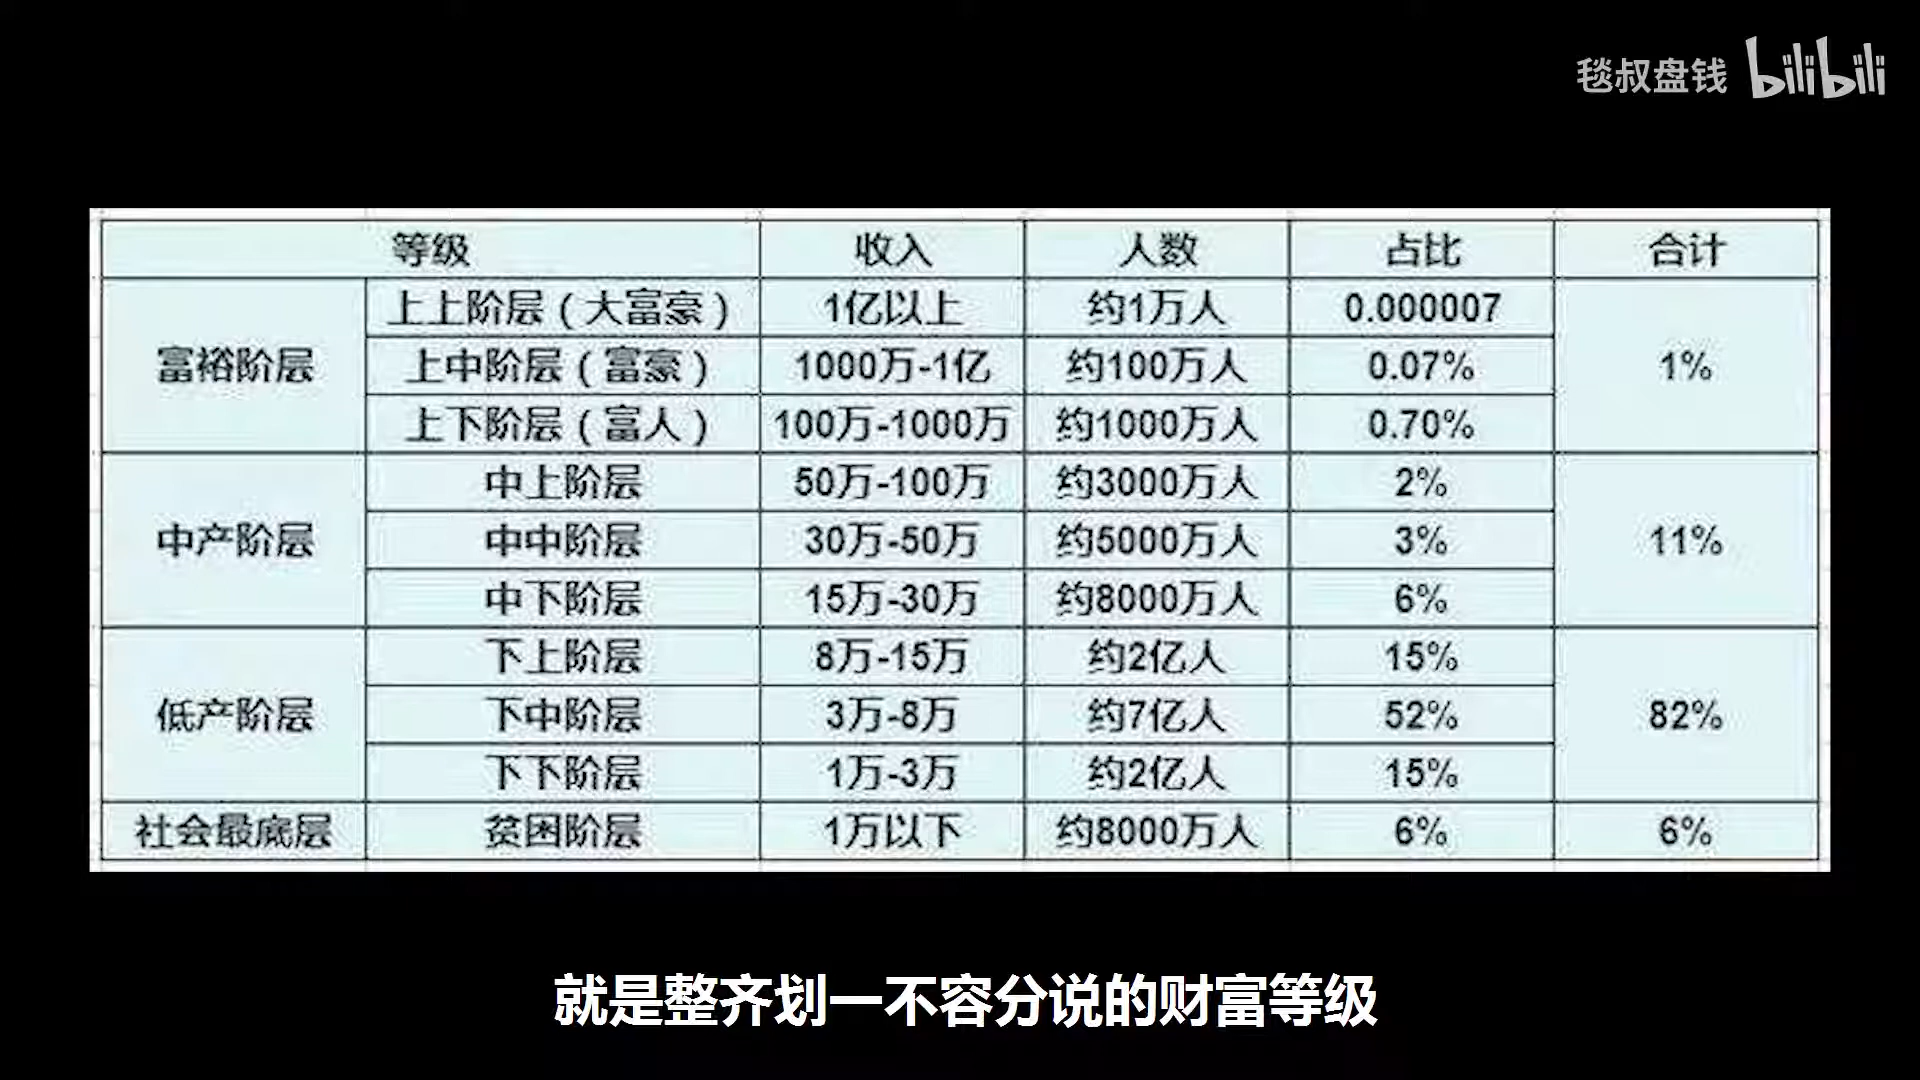 毯叔盘钱 bilibili
等级 收入 人数 占比 合计
富裕阶层 上上阶层（大富豪） 1亿以上 约1万人 0.000007 1%
上中阶层（富豪） 1000万-1亿 约100万人 0.07%
上下阶层（富人） 100万-1000万 约1000万人 0.70%
中产阶层 中上阶层 50万-100万 约3000万人 2% 11%
中中阶层 30万-50万 约5000万人 3%
中下阶层 15万-30万 约8000万人 6%
低产阶层 下上阶层 8万-15万 约2亿人 15% 82%
下中阶层 3万-8万 约7亿人 52%
下下阶层 1万-3万 约2亿人 15%
社会最底层 贫困阶层 1万以下 约8000万人 6% 6%
就是整齐划一不容分说的财富等级